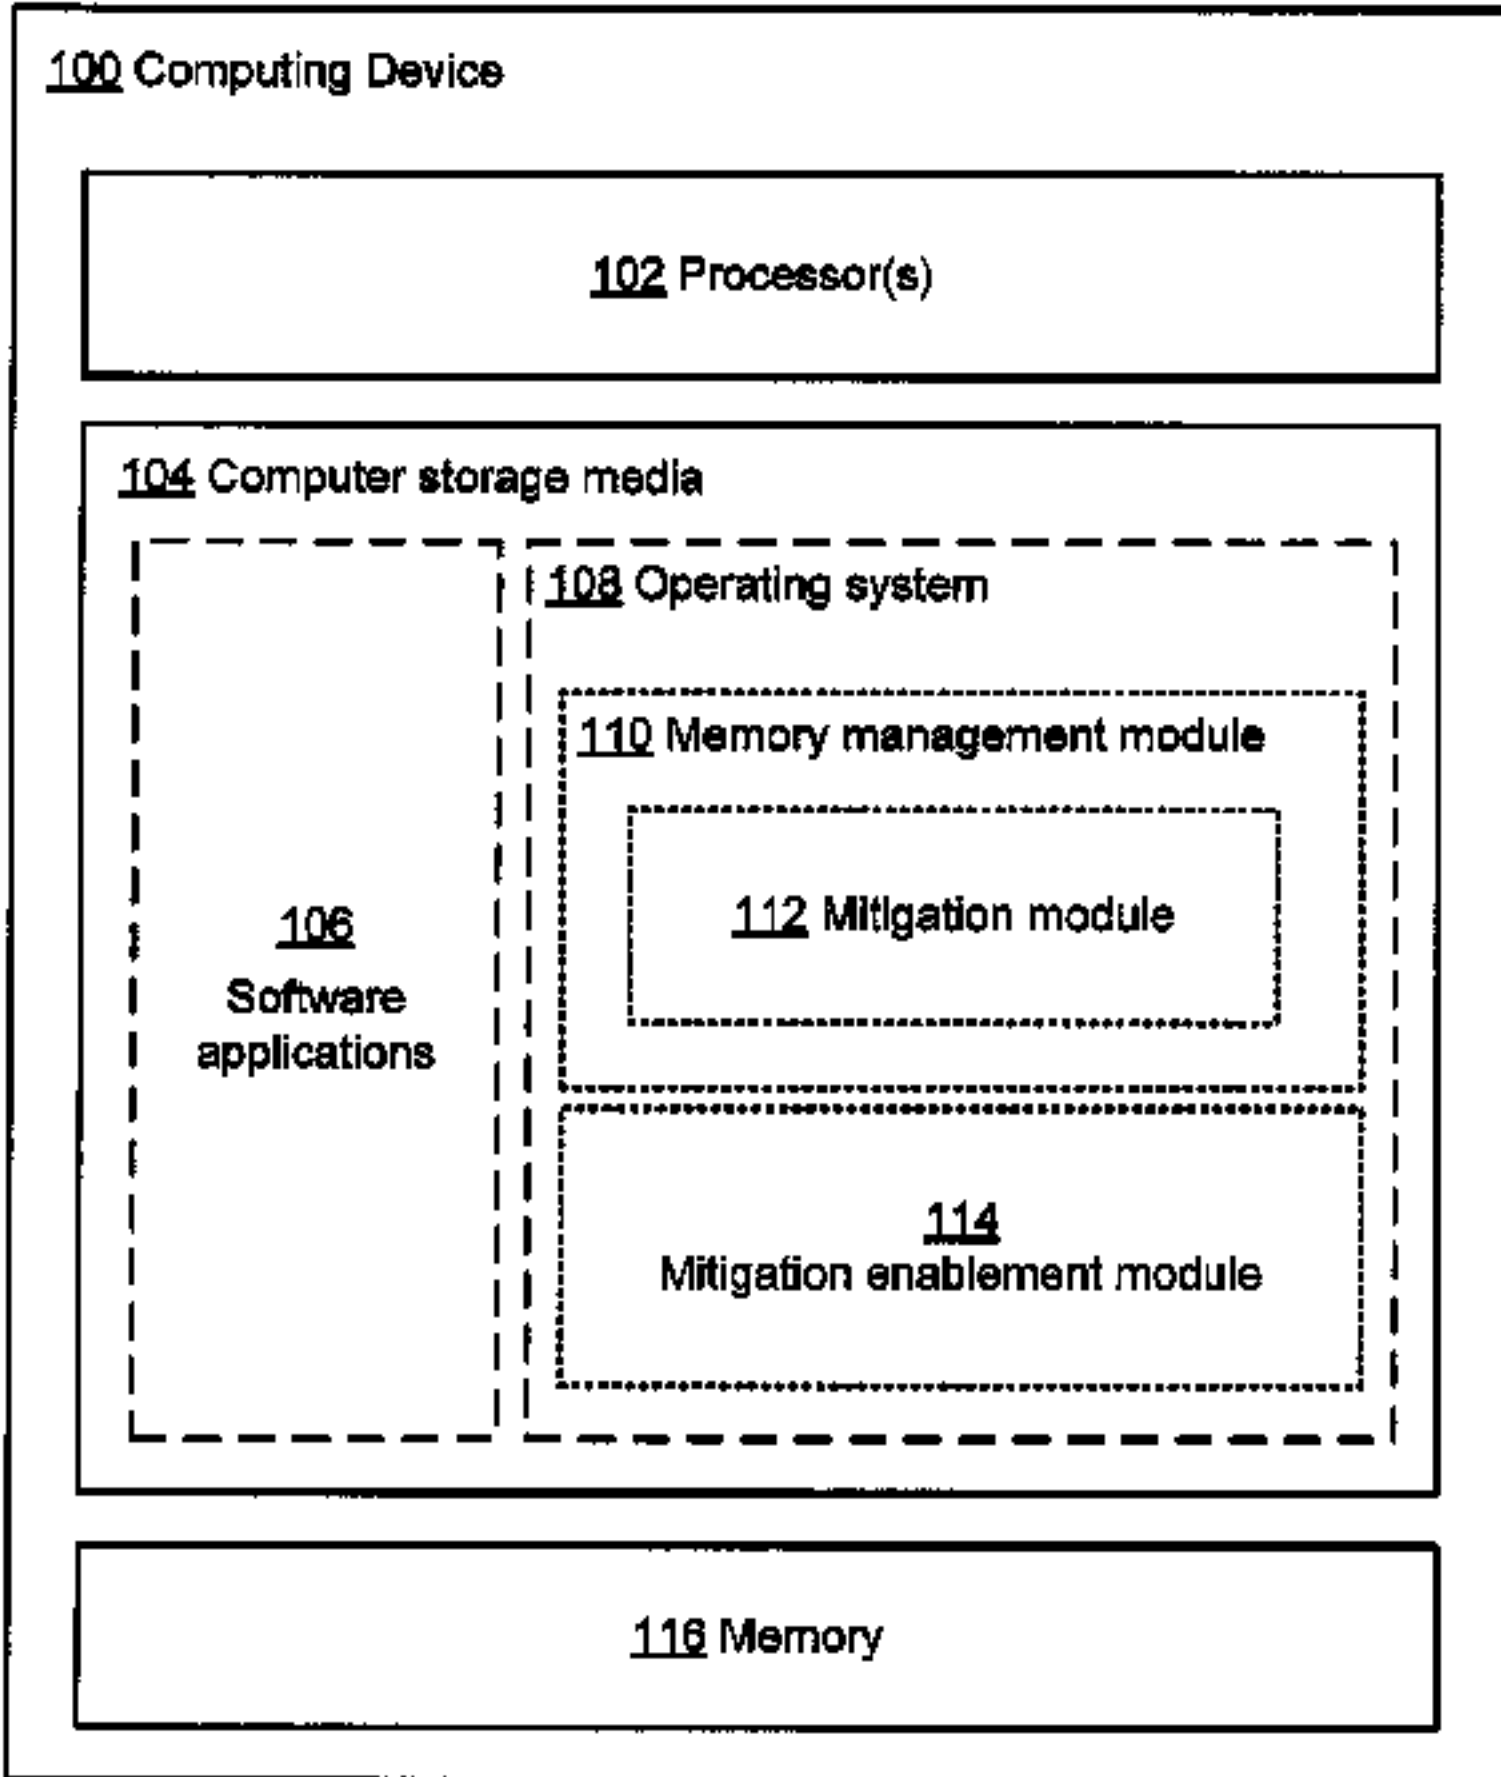 100 Computing Device
102 Processor(s)
104 Computer storage media
106
Software
applications
108 Operating system
110 Memory management module
112 Mitigation module
114
Mitigation enablement module
116 Memory